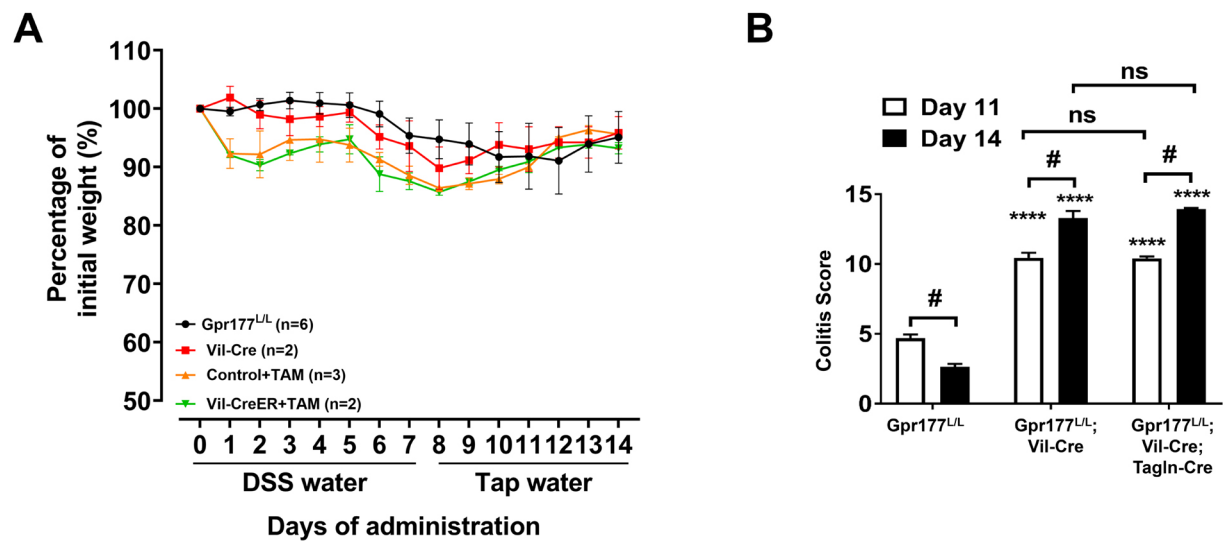 A
Percentage of
initial weight (%)
110
100
90
80
70
60
50
Gpr177L/L (n=6)
Vil-Cre (n=2)
Control+TAM (n=3)
Vil-CreER+TAM (n=2)
0 1 2 3 4 5 6 7 8 9 10 11 12 13 14
DSS water Tap water
Days of administration
B
Day 11
Day 14
ns
ns
#
#
#
****
****
****
****
Colitis Score
15
10
5
0
Gpr177L/L
Gpr177L/L;
Vil-Cre
Gpr177L/L;
Vil-Cre;
Tagln-Cre